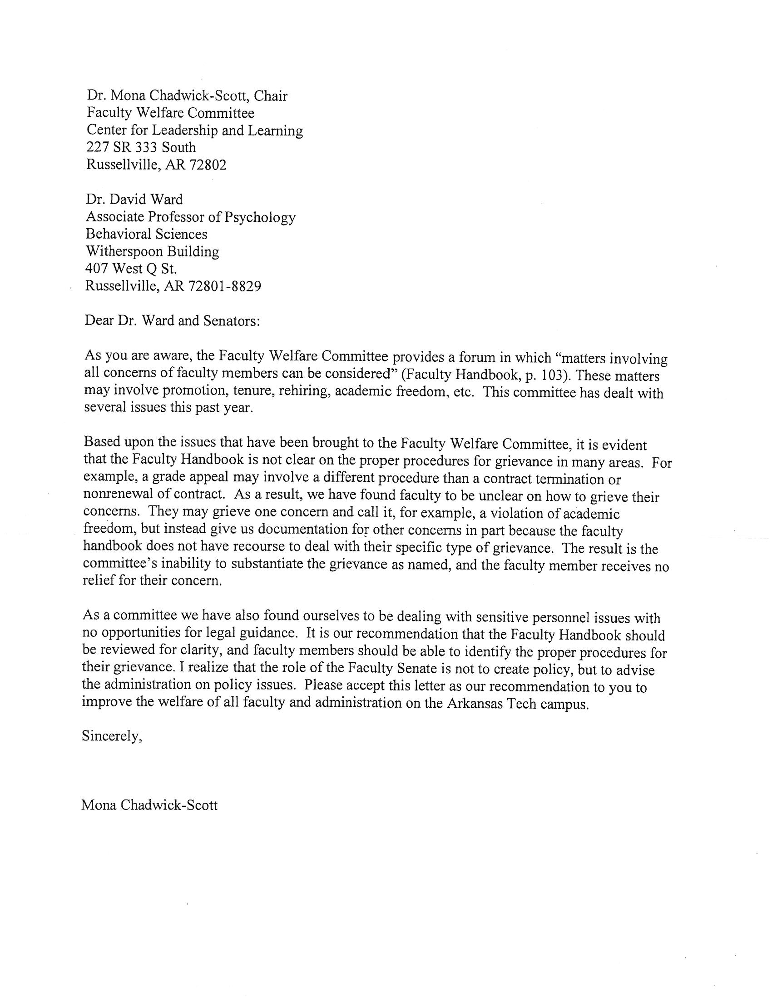 Dr. Mona Chadwick-Scott, Chair
Faculty Welfare Committee
Center for Leadership and Learning
227 SR 333 South
Russellville, AR 72802
Dr. David Ward
Associate Professor of Psychology
Behavioral Sciences
Witherspoon Building
407 West Q St.
Russellville, AR 72801-8829
Dear Dr. Ward and Senators:
As you are aware, the Faculty Welfare Committee provides a forum in which “matters involving
all concerns of faculty members can be considered” (Faculty Handbook, p. 103). These matters
may involve promotion, tenure, rehiring, academic freedom, etc.  This committee has dealt with
several issues this past year.
Based upon the issues that have been brought to the Faculty Welfare Committee, it is evident
that the Faculty Handbook is not clear on the proper procedures for grievance in many areas.  For
example, a grade appeal may involve a different procedure than a contract termination or
nonrenewal of contract.  As a result, we have found faculty to be unclear on how to grieve their
concerns.  They may grieve one concern and call it, for example, a violation of academic
freedom, but instead give us documentation for other concerns in part because the faculty
handbook does not have recourse to deal with their specific type of grievance.  The result is the
committee’s inability to substantiate the grievance as named, and the faculty member receives no
relief for their concern.
As a committee we have also found ourselves to be dealing with sensitive personnel issues with
no opportunities for legal guidance.  It is our recommendation that the Faculty Handbook should
be reviewed for clarity, and faculty members should be able to identify the proper procedures for
their grievance. I realize that the role of the Faculty Senate is not to create policy, but to advise
the administration on policy issues.  Please accept this letter as our recommendation to you to
improve the welfare of all faculty and administration on the Arkansas Tech campus.
Sincerely,
Mona Chadwick-Scott